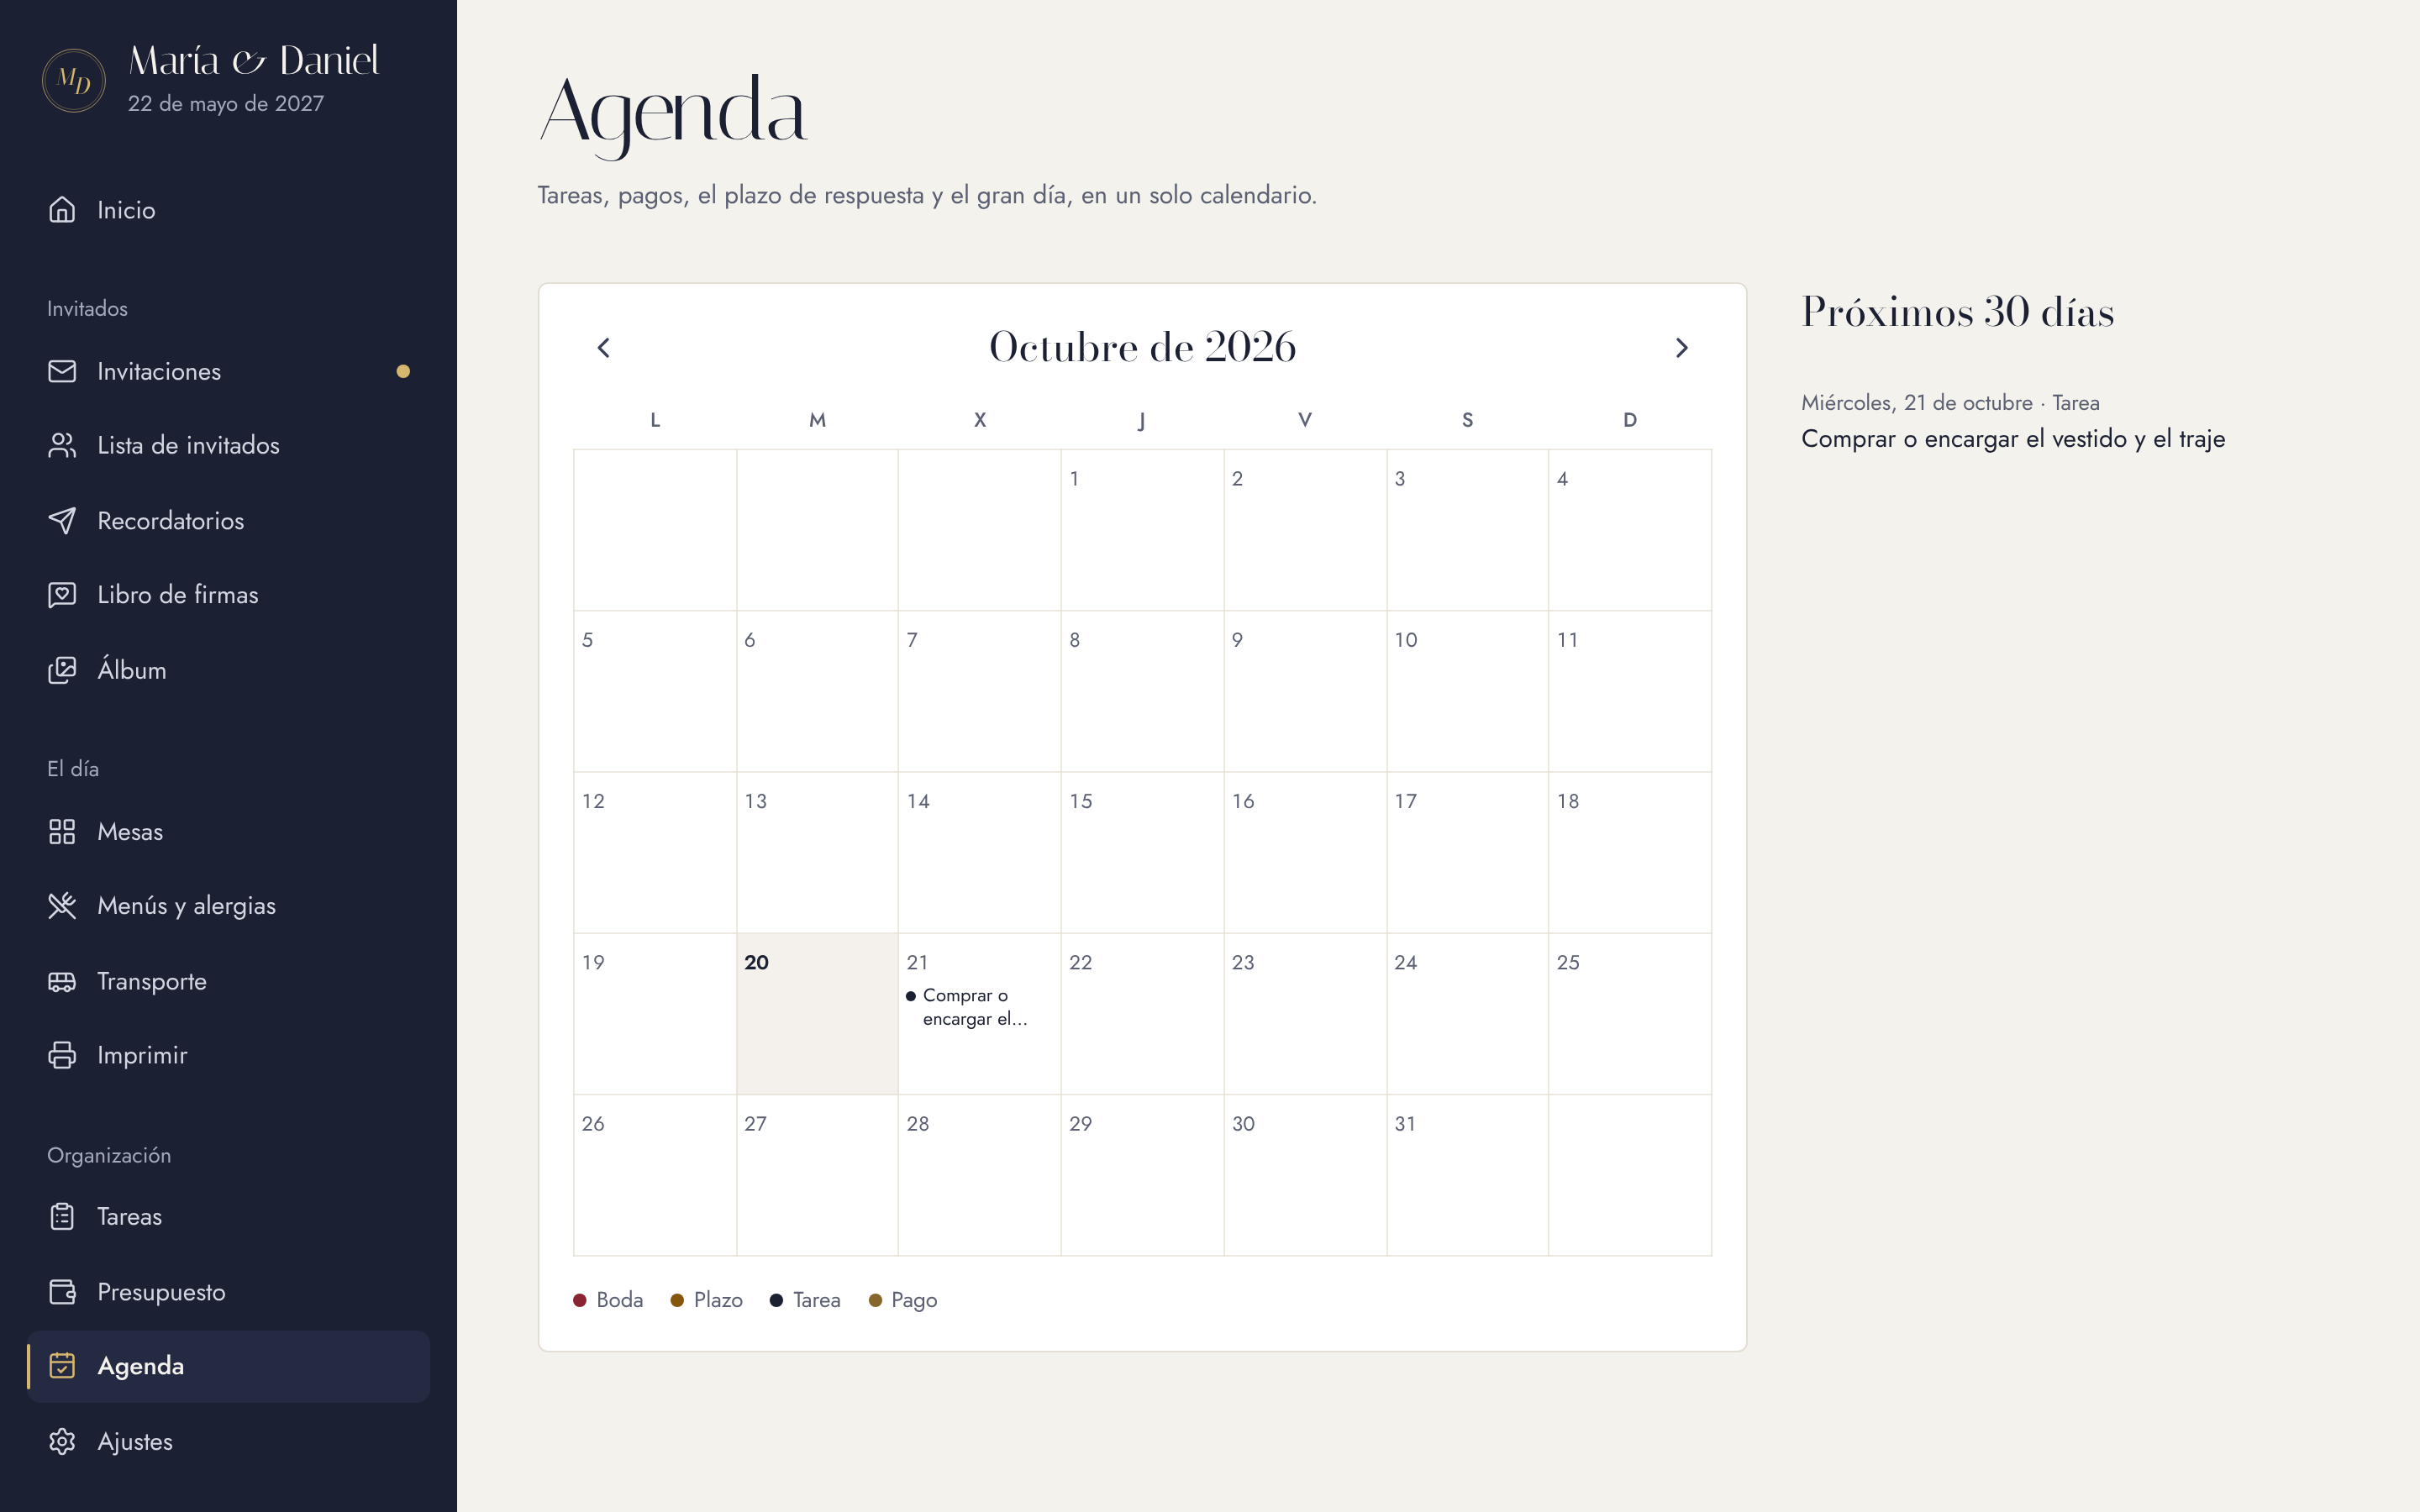 MD
María & Daniel
22 de mayo de 2027
Inicio
Invitados
Invitaciones
Lista de invitados
Recordatorios
Libro de firmas
Álbum
El día
Mesas
Menús y alergias
Transporte
Imprimir
Organización
Tareas
Presupuesto
Agenda
Ajustes
Agenda
Tareas, pagos, el plazo de respuesta y el gran día, en un solo calendario.
Octubre de 2026
L M X J V S D
1 2 3 4
5 6 7 8 9 10 11
12 13 14 15 16 17 18
19 20 21 22 23 24 25
Comprar o
encargar el...
26 27 28 29 30 31
Boda Plazo Tarea Pago
Próximos 30 días
Miércoles, 21 de octubre · Tarea
Comprar o encargar el vestido y el traje